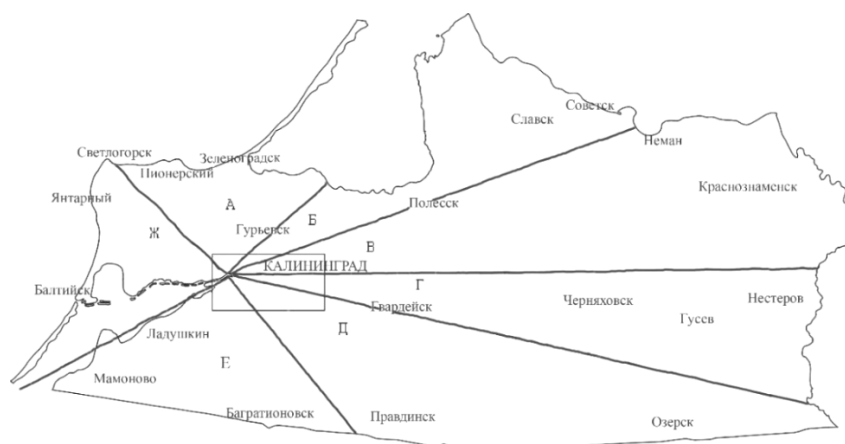 Советск
Славск
Неман
Светлогорск
Зеленоградск
Пионерский
Краснознаменск
Янтарный
А
Полесск
Б
Гурьевск
Ж
В
КАЛИНИНГРАД
Г
Балтийск
Черняховск
Нестеров
Гвардейск
Гусев
Ладушкин
Д
Е
Мамоново
Багратионовск
Правдинск
Озерск